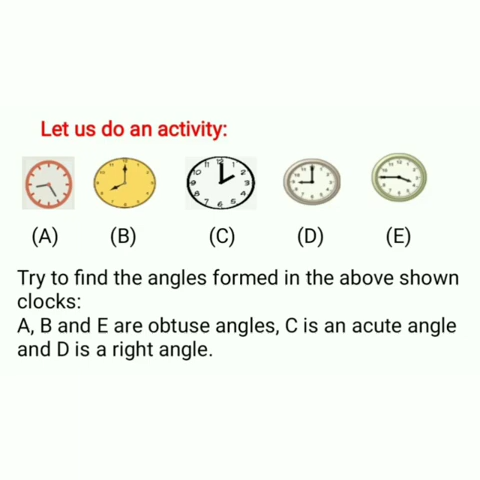 Let us do an activity:
(A) (B) (C) (D) (E)
Try to find the angles formed in the above shown
clocks:
A, B and E are obtuse angles, C is an acute angle
and D is a right angle.